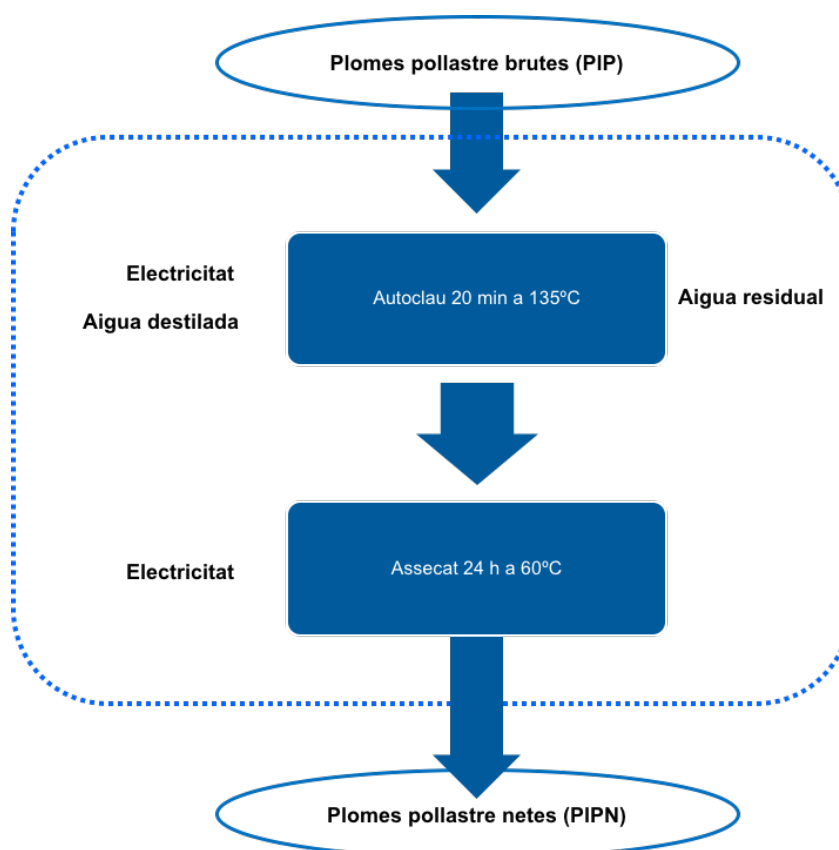 Plomes pollastre brutes (PIP)
Electricitat
Aigua destilada
Autoclau 20 min a 135ºC
Aigua residual
Electricitat
Assecat 24 h a 60ºC
Plomes pollastre netes (PIPN)